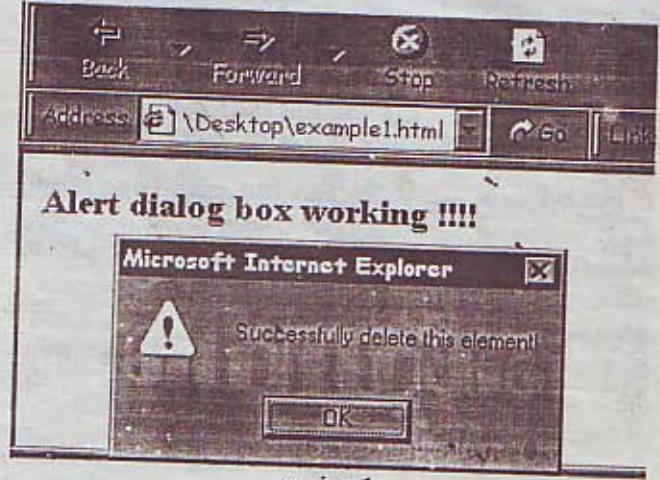 Back Forward Stop Refresh
Address \Desktop\example1.html Go Link
Alert dialog box working !!!!
Microsoft Internet Explorer
Successfully delete this element!
OK